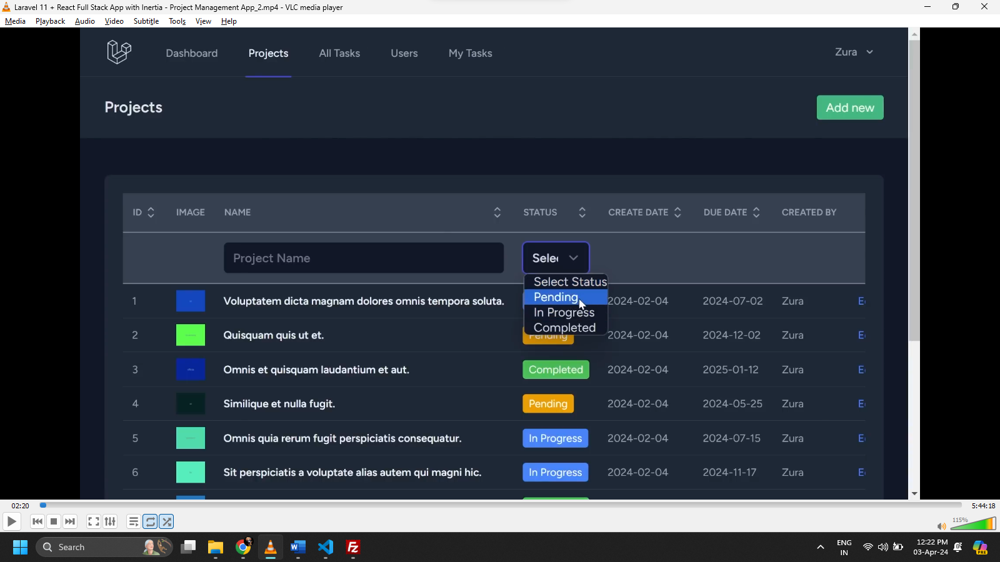 Laravel 11 + React Full Stack App with Inertia - Project Management App_2.mp4 - VLC media player
Media Playback Audio Video Subtitle Tools View Help
Dashboard Projects All Tasks Users My Tasks Zura
Projects Add new
ID IMAGE NAME STATUS CREATE DATE DUE DATE CREATED BY
Project Name Selec
Select Status
Pending
In Progress
Completed
1 Voluptatem dicta magnam dolores omnis tempora soluta. 2024-02-04 2024-07-02 Zura
2 Quisquam quis ut et. Pending 2024-02-04 2024-12-02 Zura
3 Omnis et quisquam laudantium et aut. Completed 2024-02-04 2025-01-12 Zura
4 Similique et nulla fugit. Pending 2024-02-04 2024-05-25 Zura
5 Omnis quia rerum fugit perspiciatis consequatur. In Progress 2024-02-04 2024-07-15 Zura
6 Sit perspiciatis a voluptate alias autem qui magni hic. In Progress 2024-02-04 2024-11-17 Zura
02:20 5:44:18
115%
Search ENG IN 12:22 PM
03-Apr-24
PRE